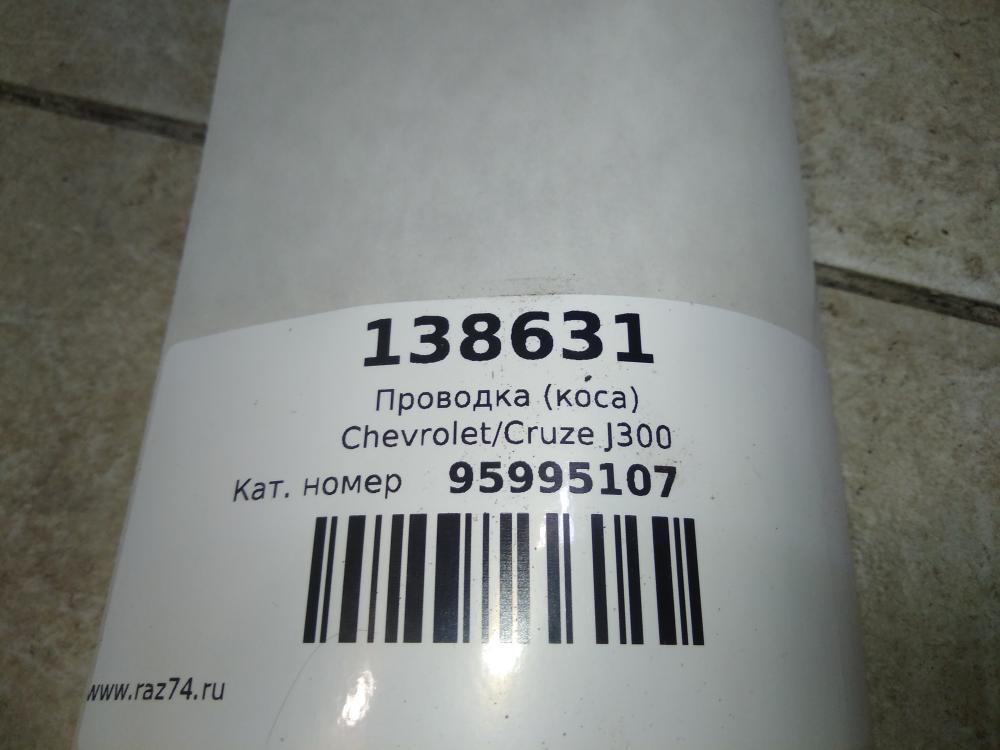 138631
Проводка (коса)
Chevrolet/Cruze J300
Кат. номер 95995107
www.raz74.ru